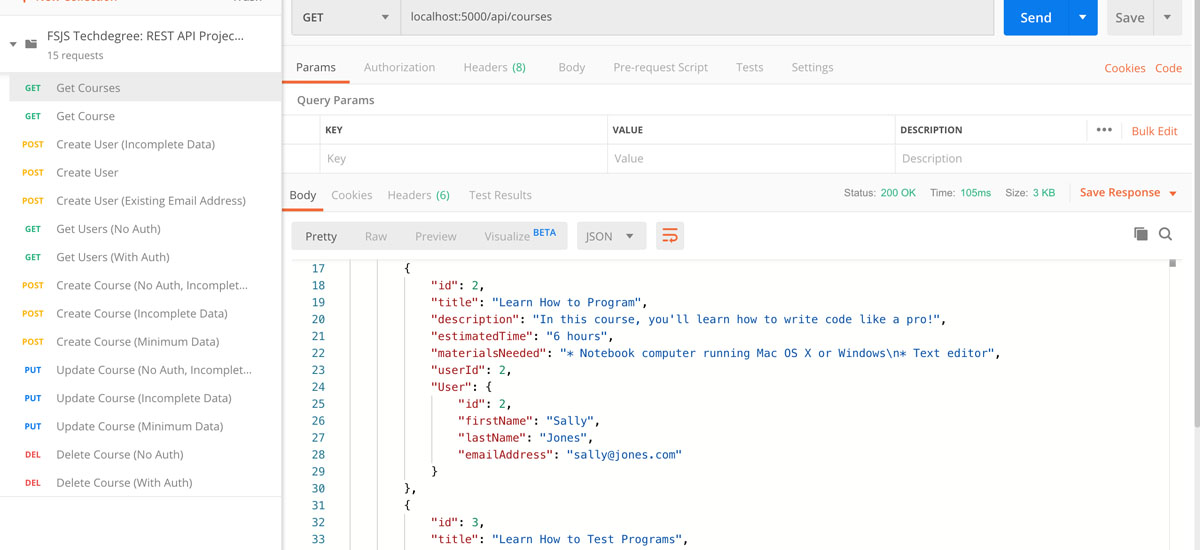 GET
localhost:5000/api/courses
Send
Save
FSJS Techdegree: REST API Projec...
15 requests
GET Get Courses
GET Get Course
POST Create User (Incomplete Data)
POST Create User
POST Create User (Existing Email Address)
GET Get Users (No Auth)
GET Get Users (With Auth)
POST Create Course (No Auth, Incomplet...
POST Create Course (Incomplete Data)
POST Create Course (Minimum Data)
PUT Update Course (No Auth, Incomplet...
PUT Update Course (Incomplete Data)
PUT Update Course (Minimum Data)
DEL Delete Course (No Auth)
DEL Delete Course (With Auth)
Params Authorization Headers (8) Body Pre-request Script Tests Settings Cookies Code
Query Params
KEY VALUE DESCRIPTION ••• Bulk Edit
Key Value Description
Body Cookies Headers (6) Test Results Status: 200 OK Time: 105ms Size: 3 KB Save Response
Pretty Raw Preview Visualize BETA JSON
17 {
18 "id": 2,
19 "title": "Learn How to Program",
20 "description": "In this course, you'll learn how to write code like a pro!",
21 "estimatedTime": "6 hours",
22 "materialsNeeded": "* Notebook computer running Mac OS X or Windows\n* Text editor",
23 "userId": 2,
24 "User": {
25 "id": 2,
26 "firstName": "Sally",
27 "lastName": "Jones",
28 "emailAddress": "sally@jones.com"
29 }
30 },
31 {
32 "id": 3,
33 "title": "Learn How to Test Programs",